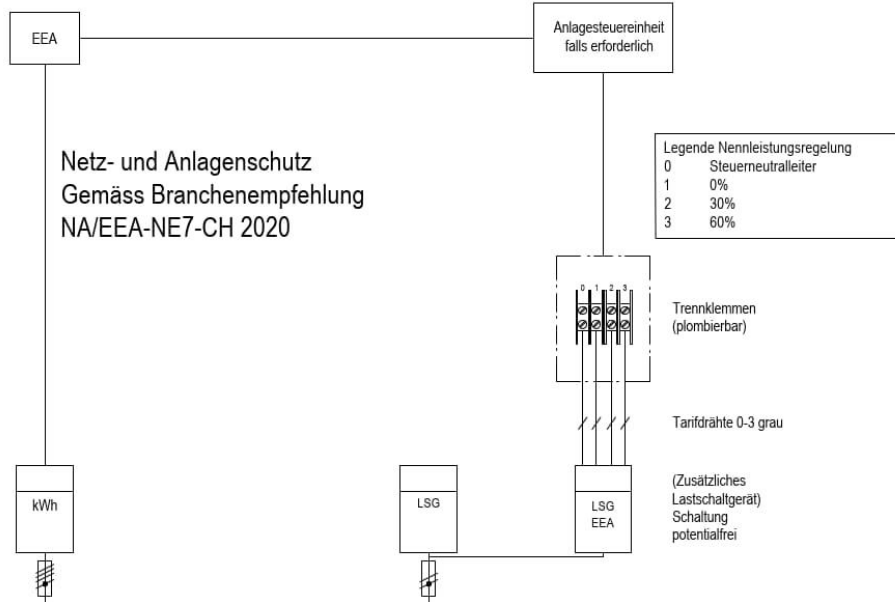 EEA
Anlagesteuereinheit
falls erforderlich
Netz- und Anlagenschutz
Gemäss Branchenempfehlung
NA/EEA-NE7-CH 2020
Legende Nennleistungsregelung
0 Steuerneutralleiter
1 0%
2 30%
3 60%
0 1 2 3
Trennklemmen
(plombierbar)
Tarifdrähte 0-3 grau
kWh
LSG
LSG
EEA
(Zusätzliches
Lastschaltgerät)
Schaltung
potentialfrei